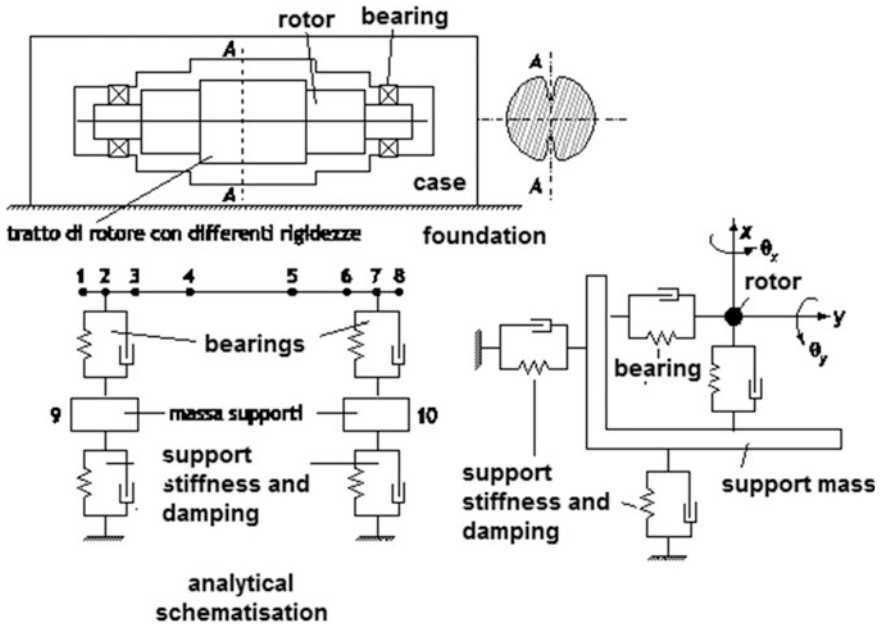 rotor bearing
A A
A A
case
tratto di rotore con differenti rigidezze
foundation
1 2 3 4 5 6 7 8
x
θx
rotor
y
θy
bearings
bearing
9 massa supporti 10
support
stiffness and
damping
support
stiffness and
damping
support mass
analytical
schematisation